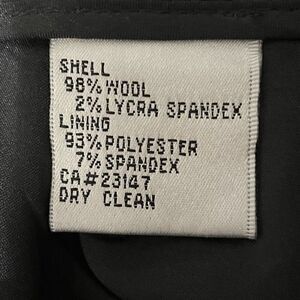 SHELL
98% WOOL
2% LYCRA SPANDEX
LINING
93% POLYESTER
7% SPANDEX
CA#23147
DRY CLEAN